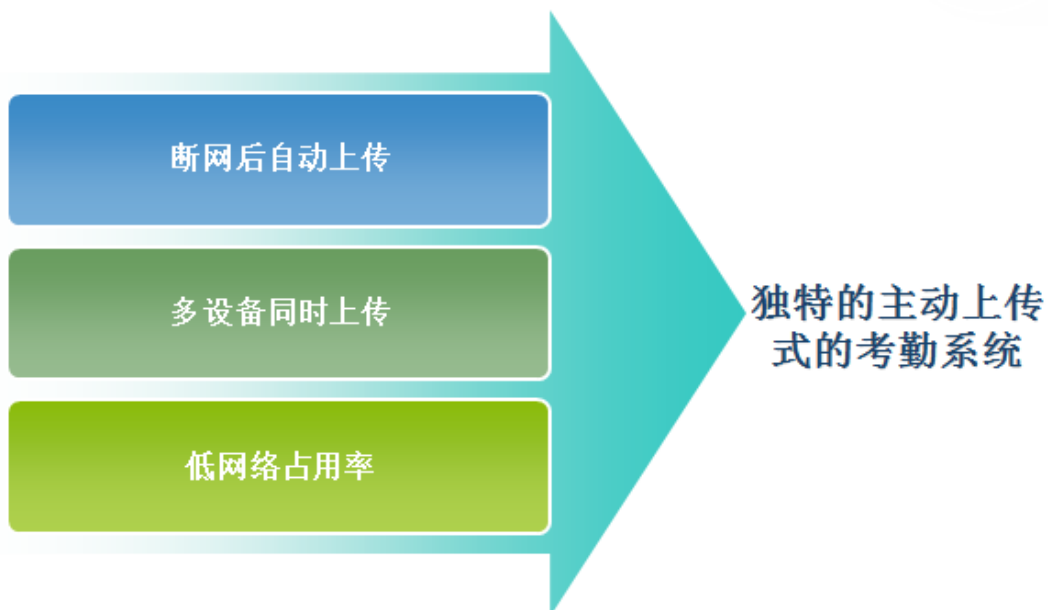 断网后自动上传
多设备同时上传
低网络占用率
独特的主动上传
式的考勤系统